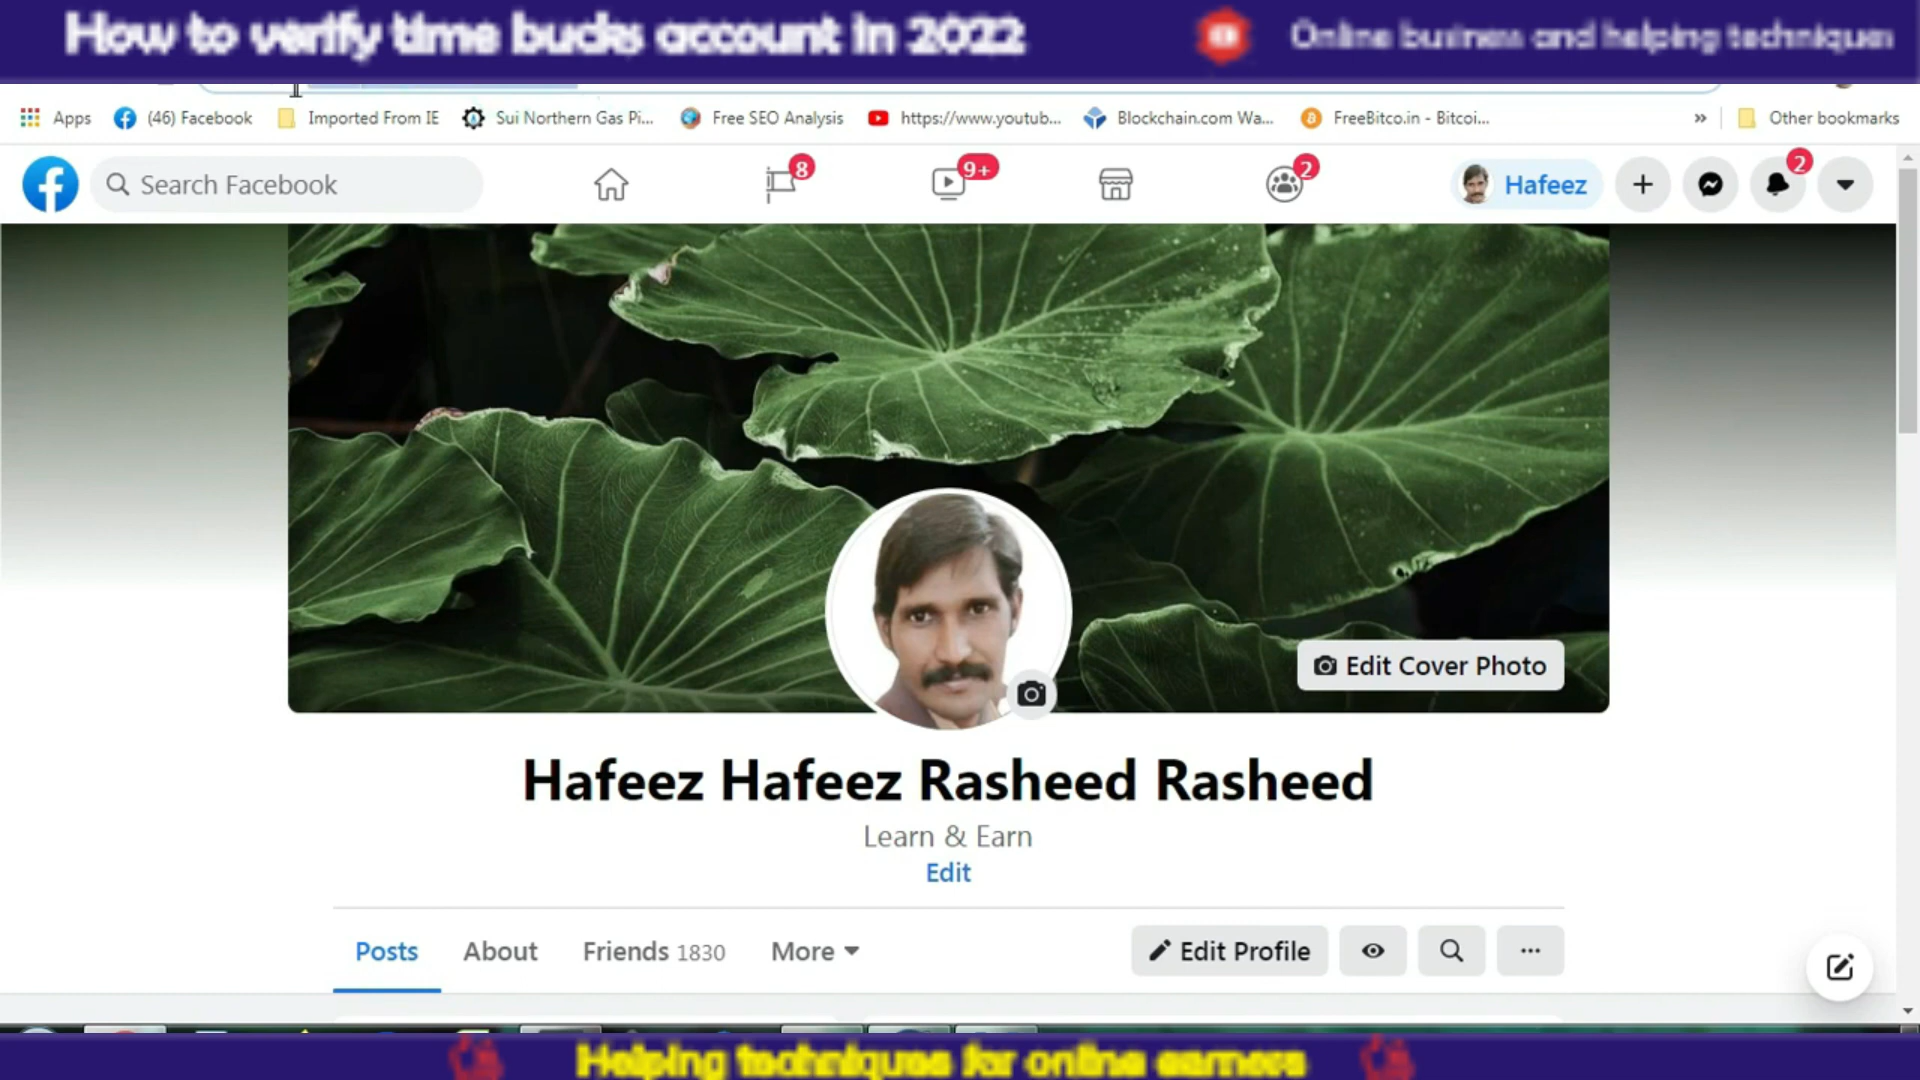 How to verify time bucks account in 2022
Online business and helping techniques
Apps
(46) Facebook
Imported From IE
Sui Northern Gas Pi...
Free SEO Analysis
https://www.youtub...
Blockchain.com Wa...
FreeBitco.in - Bitcoi...
»
Other bookmarks
Search Facebook
8
9+
2
Hafeez
2
Edit Cover Photo
Hafeez Hafeez Rasheed Rasheed
Learn & Earn
Edit
Posts
About
Friends 1830
More
Edit Profile
Helping techniques for online earners